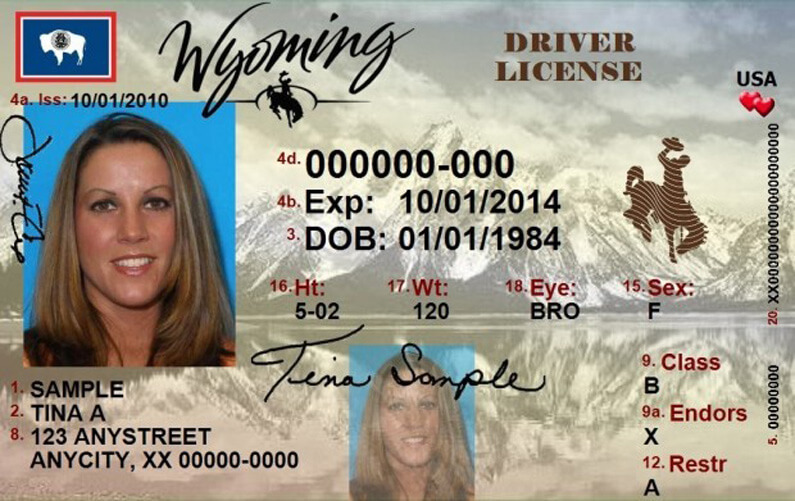 Wyoming
DRIVER
LICENSE
USA
4a. Iss: 10/01/2010
4d. 000000-000
4b. Exp: 10/01/2014
3. DOB: 01/01/1984
16. Ht: 17. Wt: 18. Eye: 15. Sex:
5-02 120 BRO F
Tina Sample
1. SAMPLE
2. TINA A
8. 123 ANYSTREET
ANYCITY, XX 00000-0000
9. Class
B
9a. Endors
X
12. Restr
A
5. 00000000